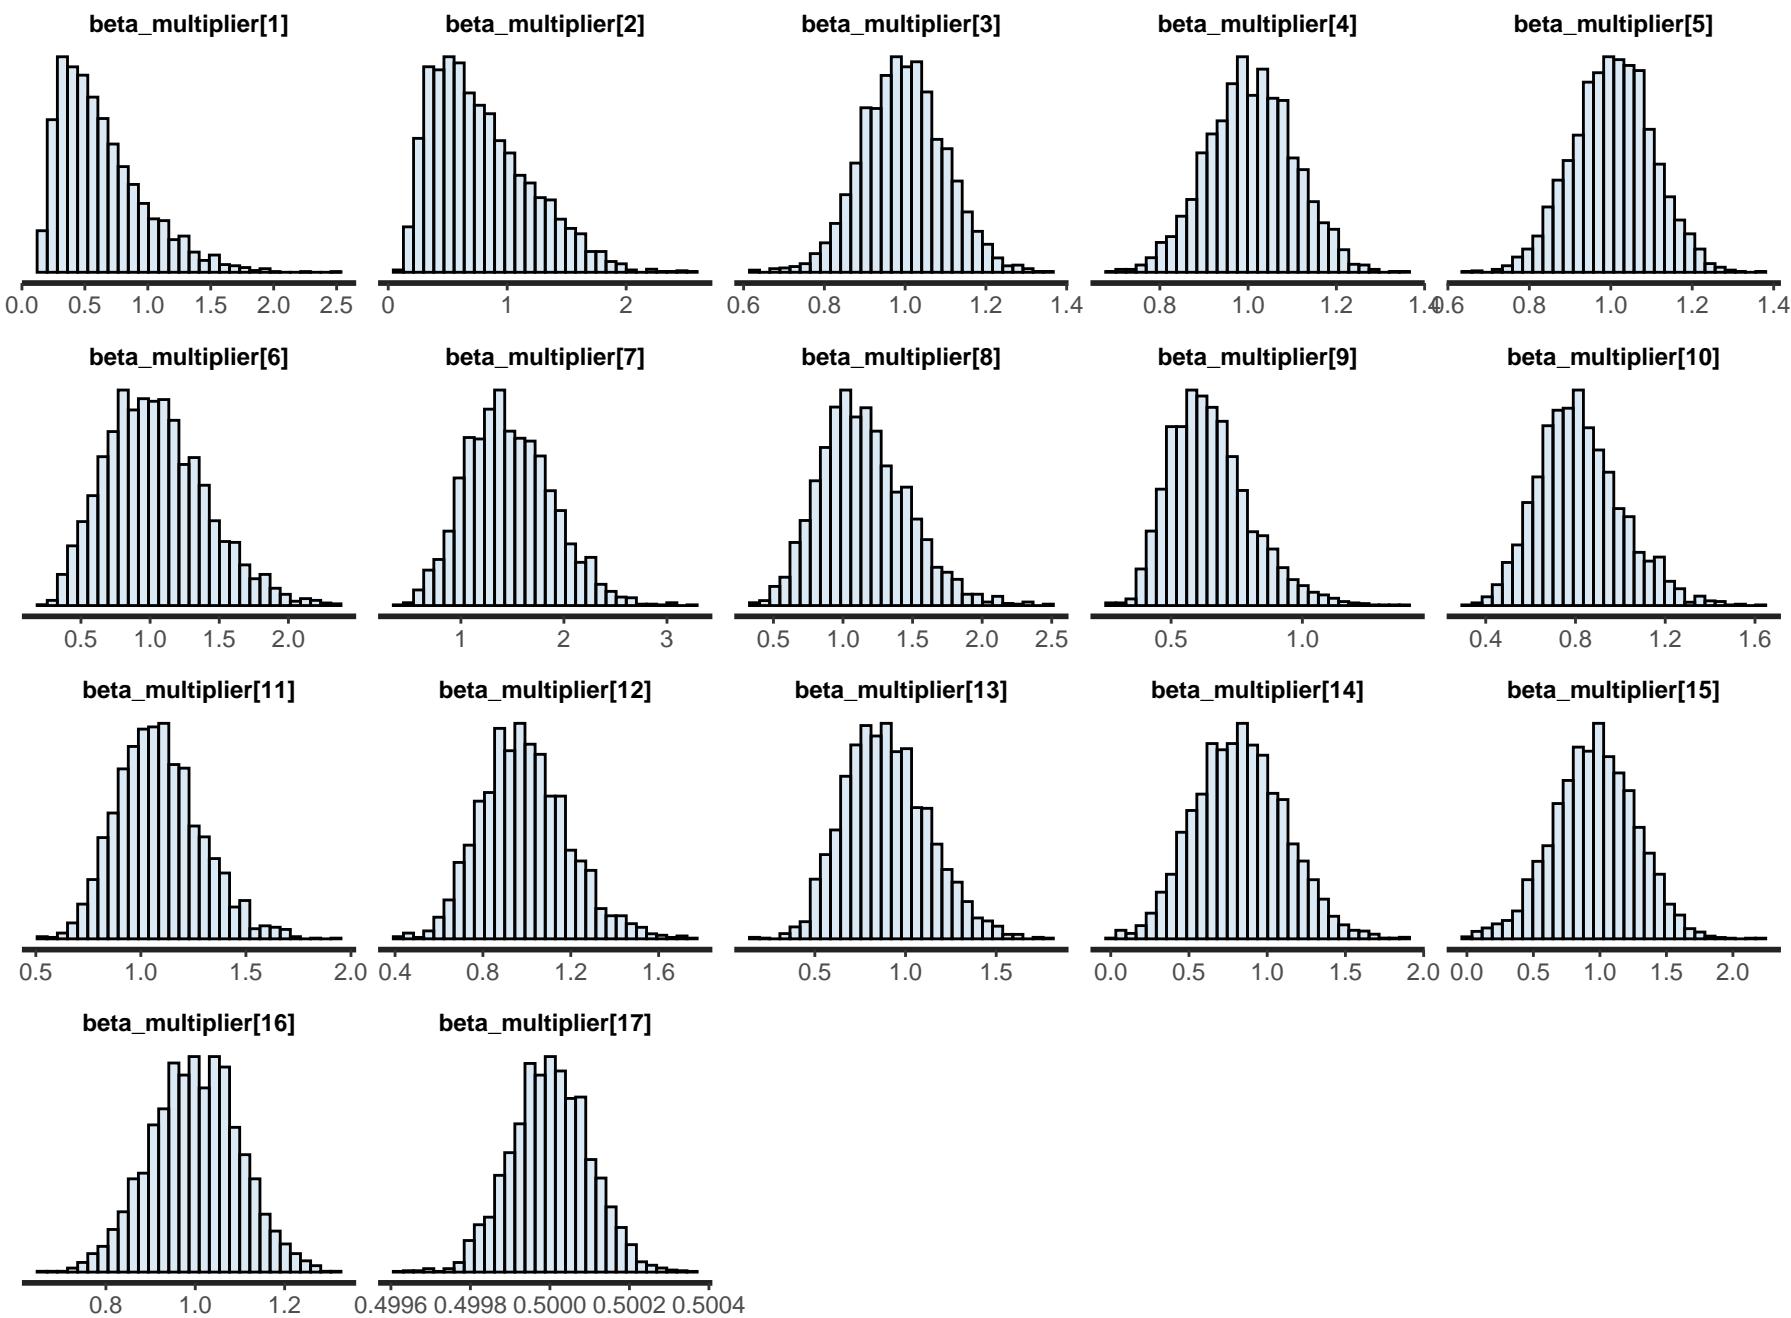 beta_multiplier[1] beta_multiplier[2] beta_multiplier[3] beta_multiplier[4] beta_multiplier[5]
0.0 0.5 1.0 1.5 2.0 2.5 0 1 2 0.6 0.8 1.0 1.2 1.4 0.8 1.0 1.2 1.4 0.6 0.8 1.0 1.2 1.4
beta_multiplier[6] beta_multiplier[7] beta_multiplier[8] beta_multiplier[9] beta_multiplier[10]
0.5 1.0 1.5 2.0 1 2 3 0.5 1.0 1.5 2.0 2.5 0.5 1.0 0.4 0.8 1.2 1.6
beta_multiplier[11] beta_multiplier[12] beta_multiplier[13] beta_multiplier[14] beta_multiplier[15]
0.5 1.0 1.5 2.0 0.4 0.8 1.2 1.6 0.5 1.0 1.5 0.0 0.5 1.0 1.5 2.0 0.0 0.5 1.0 1.5 2.0
beta_multiplier[16] beta_multiplier[17]
0.8 1.0 1.2 0.4996 0.4998 0.5000 0.5002 0.5004